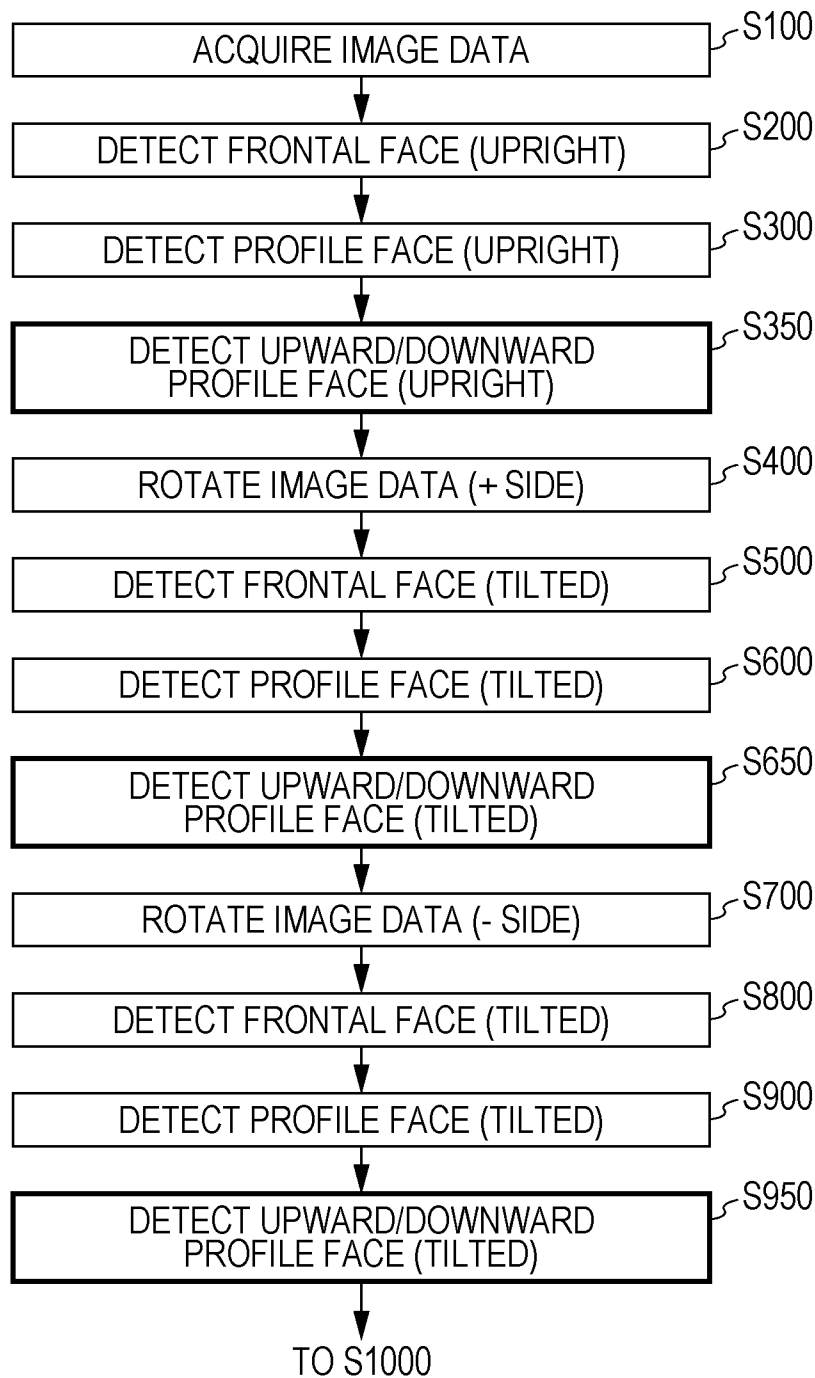 S100
ACQUIRE IMAGE DATA
S200
DETECT FRONTAL FACE (UPRIGHT)
S300
DETECT PROFILE FACE (UPRIGHT)
S350
DETECT UPWARD/DOWNWARD
PROFILE FACE (UPRIGHT)
S400
ROTATE IMAGE DATA (+ SIDE)
S500
DETECT FRONTAL FACE (TILTED)
S600
DETECT PROFILE FACE (TILTED)
S650
DETECT UPWARD/DOWNWARD
PROFILE FACE (TILTED)
S700
ROTATE IMAGE DATA (- SIDE)
S800
DETECT FRONTAL FACE (TILTED)
S900
DETECT PROFILE FACE (TILTED)
S950
DETECT UPWARD/DOWNWARD
PROFILE FACE (TILTED)
TO S1000